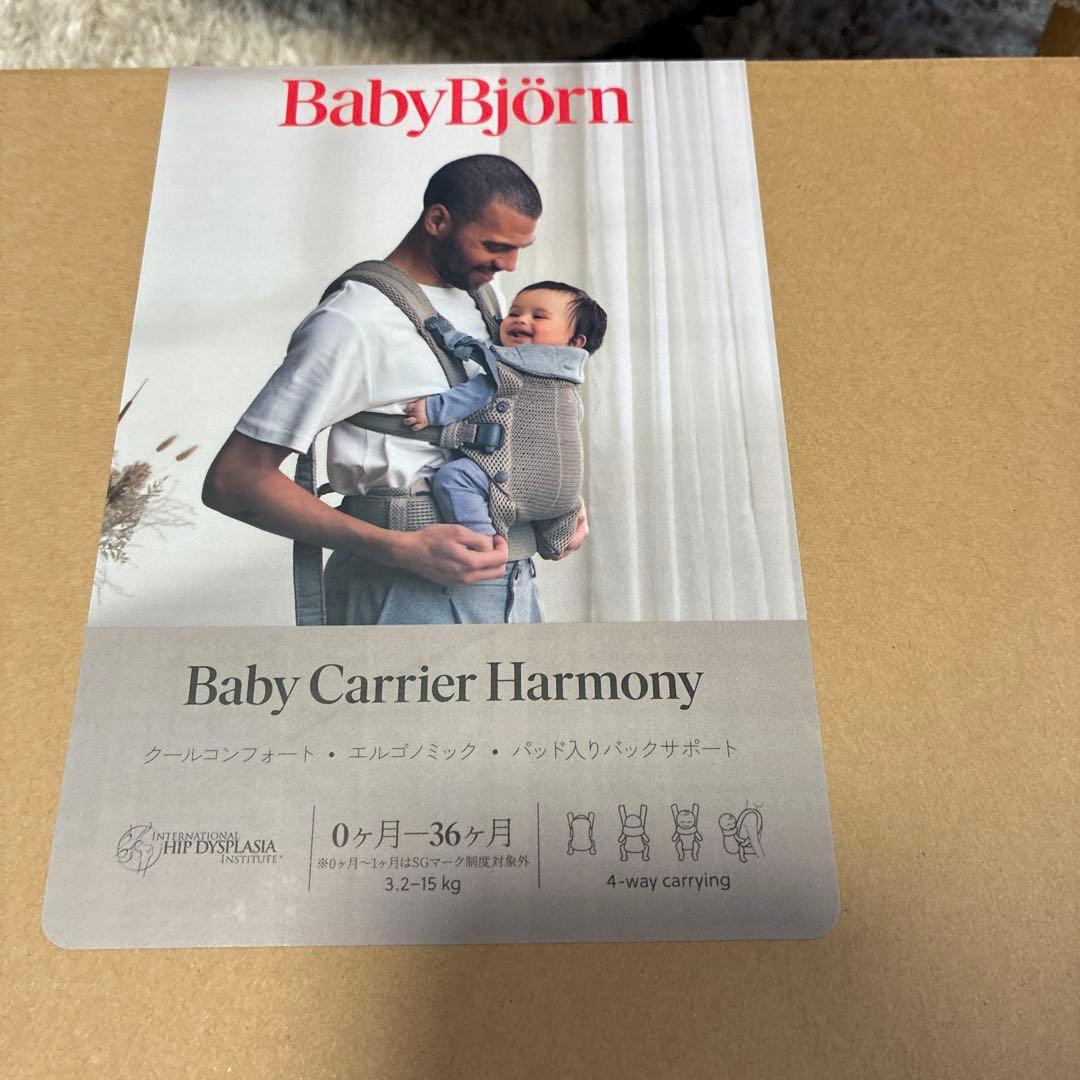 BabyBjörn
Baby Carrier Harmony
クールコンフォート・エルゴノミック・パッド入りバックサポート
INTERNATIONAL
HIP DYSPLASIA
INSTITUTE®
0ヶ月—36ヶ月
※0ヶ月〜1ヶ月はSGマーク制度対象外
3.2–15 kg
4-way carrying